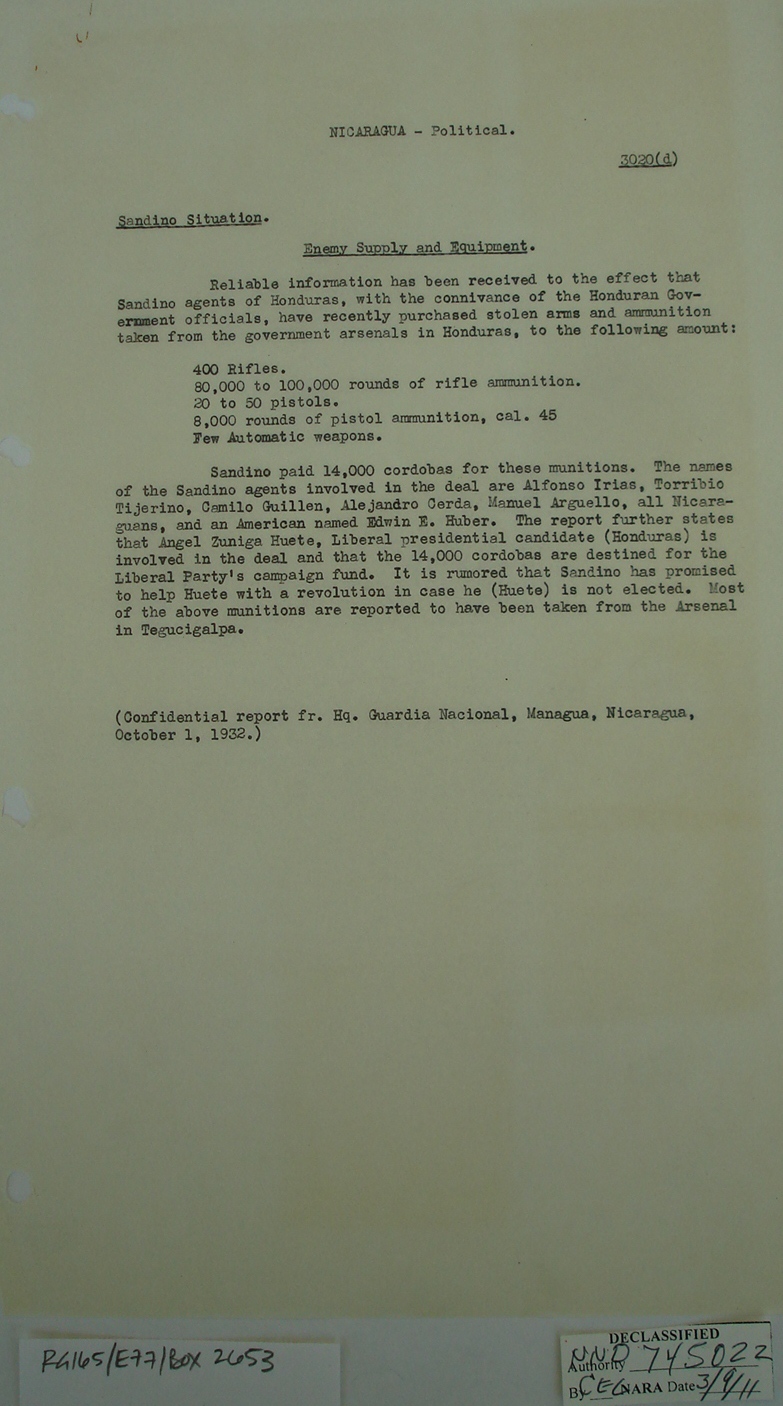 NICARAGUA - Political.
3020(d)
Sandino Situation.
Enemy Supply and Equipment.
Reliable information has been received to the effect that
Sandino agents of Honduras, with the connivance of the Honduran Gov-
ernment officials, have recently purchased stolen arms and ammunition
taken from the government arsenals in Honduras, to the following amount:
400 Rifles.
80,000 to 100,000 rounds of rifle ammunition.
20 to 50 pistols.
8,000 rounds of pistol ammunition, cal. 45
Few Automatic weapons.
Sandino paid 14,000 cordobas for these munitions. The names
of the Sandino agents involved in the deal are Alfonso Irias, Torribio
Tijerino, Camilo Guillen, Alejandro Cerda, Manuel Arguello, all Nicara-
guans, and an American named Edwin E. Huber. The report further states
that Angel Zuniga Huete, Liberal presidential candidate (Honduras) is
involved in the deal and that the 14,000 cordobas are destined for the
Liberal Party's campaign fund. It is rumored that Sandino has promised
to help Huete with a revolution in case he (Huete) is not elected. Most
of the above munitions are reported to have been taken from the Arsenal
in Tegucigalpa.
(Confidential report fr. Hq. Guardia Nacional, Managua, Nicaragua,
October 1, 1932.)
RG165/E77/BOX 2653
DECLASSIFIED
Authority NND 745022
By CEG NARA Date 3/9/11